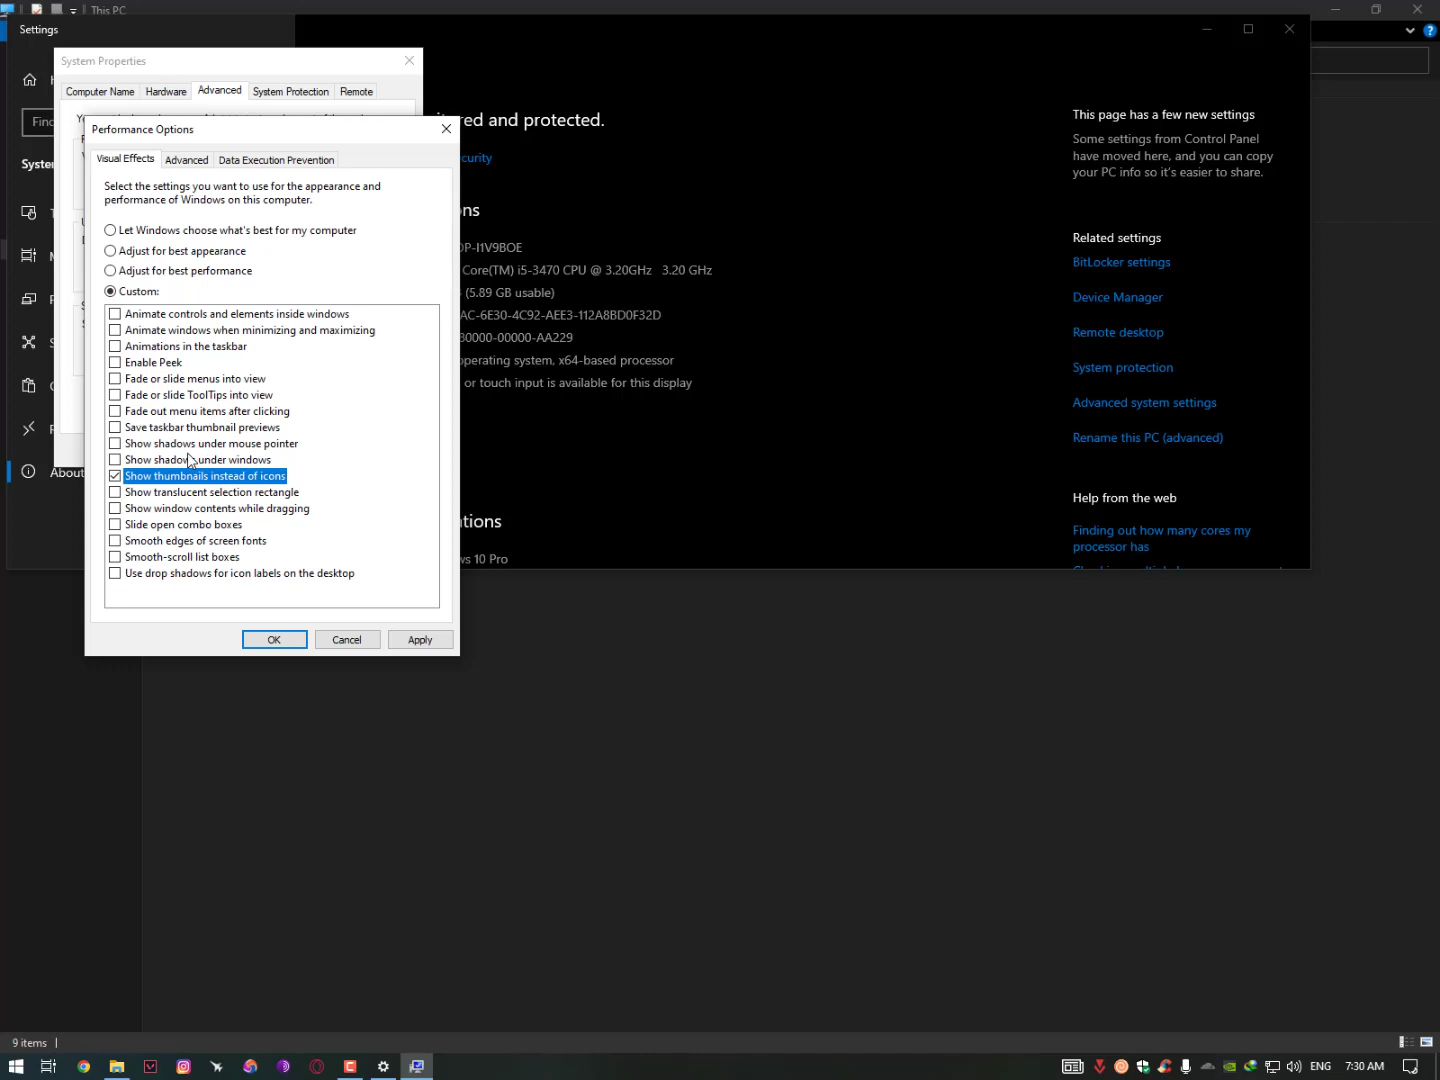 This PC
Settings
System Properties
Computer Name
Hardware
Advanced
System Protection
Remote
Find
System
About
Performance Options
Visual Effects
Advanced
Data Execution Prevention
Select the settings you want to use for the appearance and
performance of Windows on this computer.
Let Windows choose what's best for my computer
Adjust for best appearance
Adjust for best performance
Custom:
Animate controls and elements inside windows
Animate windows when minimizing and maximizing
Animations in the taskbar
Enable Peek
Fade or slide menus into view
Fade or slide ToolTips into view
Fade out menu items after clicking
Save taskbar thumbnail previews
Show shadows under mouse pointer
Show shadows under windows
Show thumbnails instead of icons
Show translucent selection rectangle
Show window contents while dragging
Slide open combo boxes
Smooth edges of screen fonts
Smooth-scroll list boxes
Use drop shadows for icon labels on the desktop
OK
Cancel
Apply
red and protected.
curity
ns
OP-I1V9BOE
Core(TM) i5-3470 CPU @ 3.20GHz 3.20 GHz
(5.89 GB usable)
AC-6E30-4C92-AEE3-112A8BD0F32D
80000-00000-AA229
perating system, x64-based processor
or touch input is available for this display
ations
ws 10 Pro
This page has a few new settings
Some settings from Control Panel
have moved here, and you can copy
your PC info so it's easier to share.
Related settings
BitLocker settings
Device Manager
Remote desktop
System protection
Advanced system settings
Rename this PC (advanced)
Help from the web
Finding out how many cores my
processor has
9 items
ENG
7:30 AM